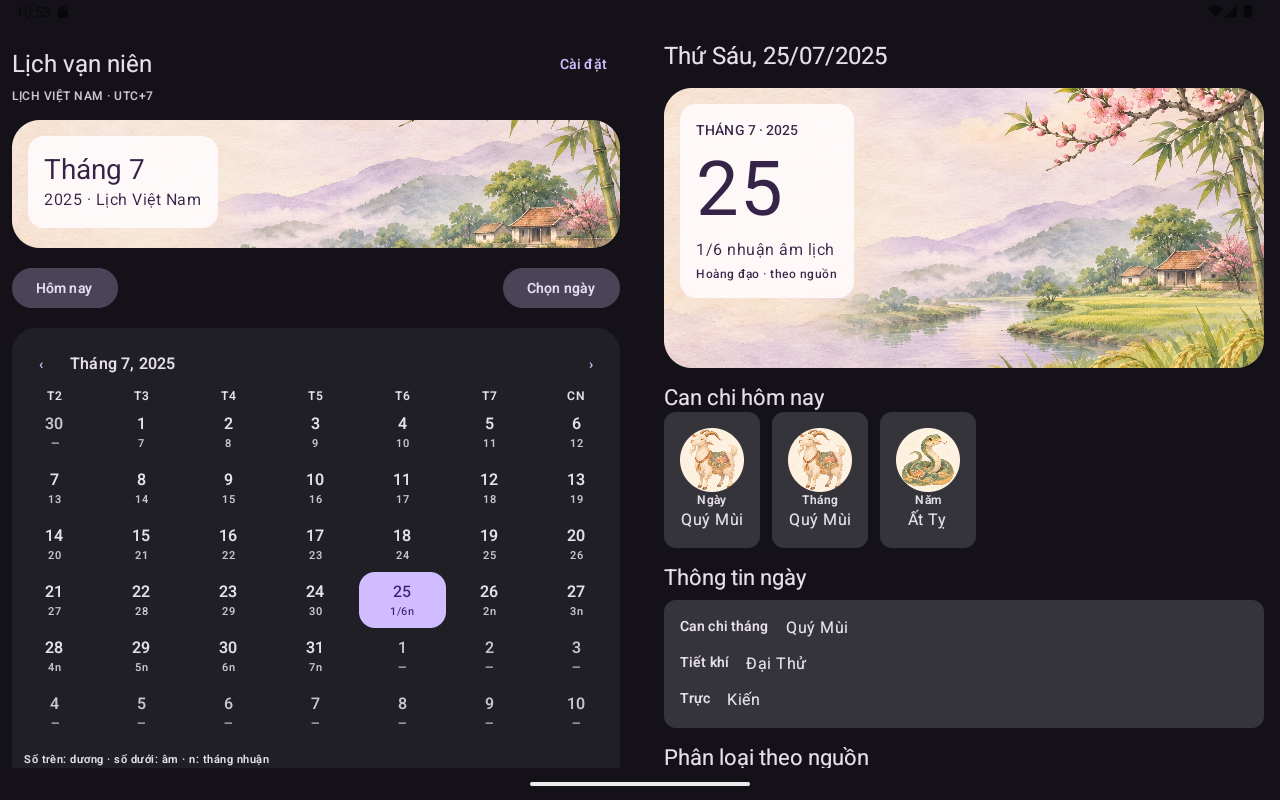 10:53
Lịch vạn niên
Cài đặt
LỊCH VIỆT NAM · UTC+7
Tháng 7
2025 · Lịch Việt Nam
Hôm nay
Chọn ngày
‹ Tháng 7, 2025 ›
T2 T3 T4 T5 T6 T7 CN
30 1 2 3 4 5 6
– 7 8 9 10 11 12
7 8 9 10 11 12 13
13 14 15 16 17 18 19
14 15 16 17 18 19 20
20 21 22 23 24 25 26
21 22 23 24 25 26 27
27 28 29 30 1/6n 2n 3n
28 29 30 31 1 2 3
4n 5n 6n 7n – – –
4 5 6 7 8 9 10
– – – – – – –
Số trên: dương · số dưới: âm · n: tháng nhuận
Thứ Sáu, 25/07/2025
THÁNG 7 · 2025
25
1/6 nhuận âm lịch
Hoàng đạo · theo nguồn
Can chi hôm nay
Ngày Tháng Năm
Quý Mùi Quý Mùi Ất Tỵ
Thông tin ngày
Can chi tháng Quý Mùi
Tiết khí Đại Thử
Trực Kiến
Phân loại theo nguồn